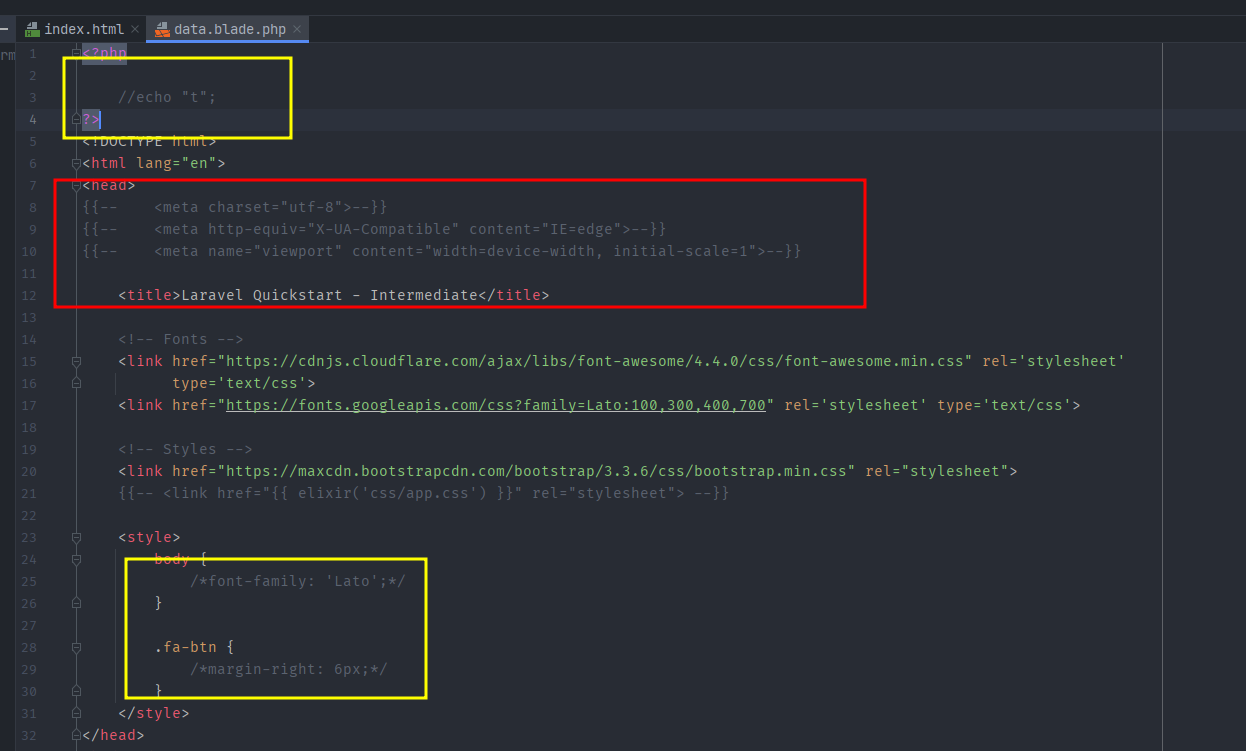 index.html
data.blade.php
1 <?php
2
3 //echo "t";
4 ?>
5 <!DOCTYPE html>
6 <html lang="en">
7 <head>
8 {{--    <meta charset="utf-8">--}}
9 {{--    <meta http-equiv="X-UA-Compatible" content="IE=edge">--}}
10 {{--    <meta name="viewport" content="width=device-width, initial-scale=1">--}}
11
12     <title>Laravel Quickstart - Intermediate</title>
13
14     <!-- Fonts -->
15     <link href="https://cdnjs.cloudflare.com/ajax/libs/font-awesome/4.4.0/css/font-awesome.min.css" rel='stylesheet'
16           type='text/css'>
17     <link href="https://fonts.googleapis.com/css?family=Lato:100,300,400,700" rel='stylesheet' type='text/css'>
18
19     <!-- Styles -->
20     <link href="https://maxcdn.bootstrapcdn.com/bootstrap/3.3.6/css/bootstrap.min.css" rel="stylesheet">
21     {{-- <link href="{{ elixir('css/app.css') }}" rel="stylesheet"> --}}
22
23     <style>
24         body {
25             /*font-family: 'Lato';*/
26         }
27
28         .fa-btn {
29             /*margin-right: 6px;*/
30         }
31     </style>
32 </head>